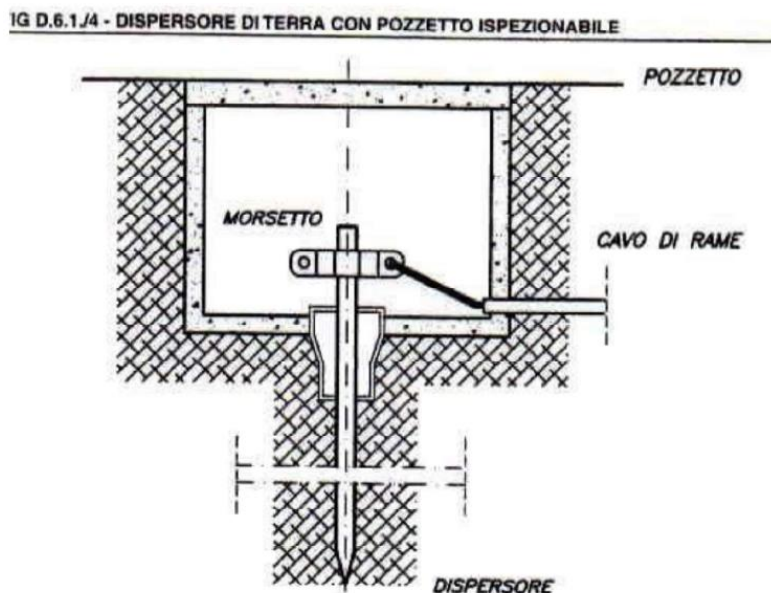 IG D.6.1./4 - DISPERSORE DI TERRA CON POZZETTO ISPEZIONABILE
POZZETTO
MORSETTO
CAVO DI RAME
DISPERSORE